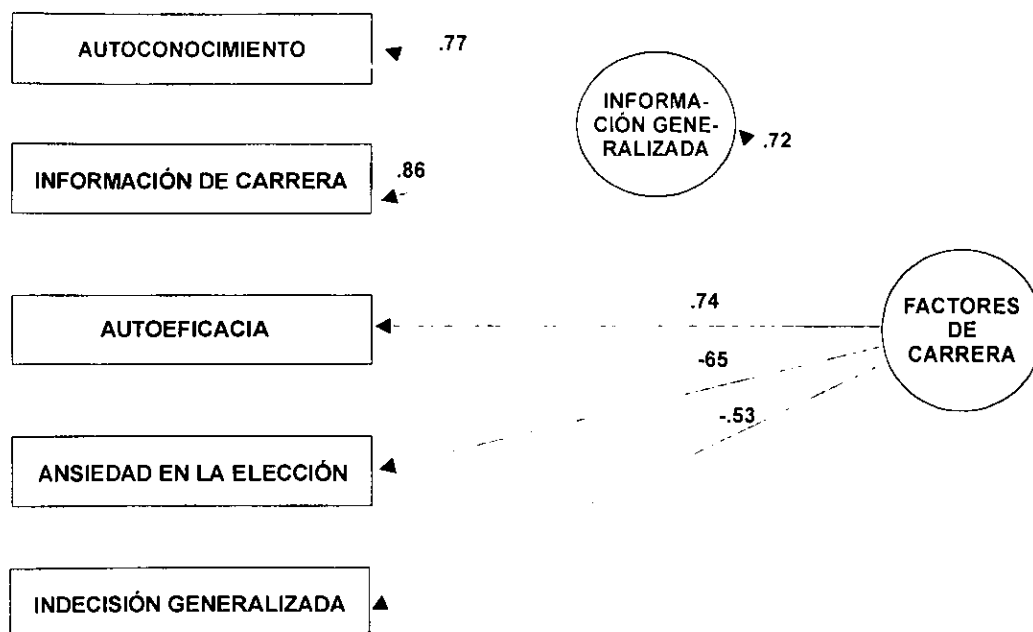 AUTOCONOCIMIENTO
.77
INFORMA-
CIÓN GENE-
RALIZADA
.72
INFORMACIÓN DE CARRERA
.86
AUTOEFICACIA
.74
FACTORES
DE
CARRERA
-65
-.53
ANSIEDAD EN LA ELECCIÓN
INDECISIÓN GENERALIZADA